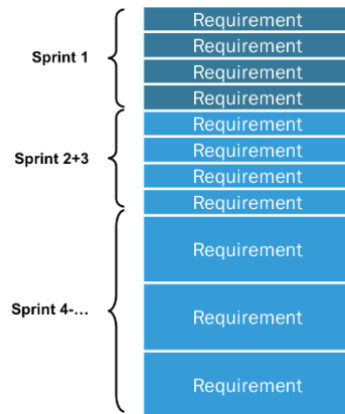 Requirement
Requirement
Sprint 1
Requirement
Requirement
Requirement
Requirement
Sprint 2+3
Requirement
Requirement
Requirement
Sprint 4-...
Requirement
Requirement